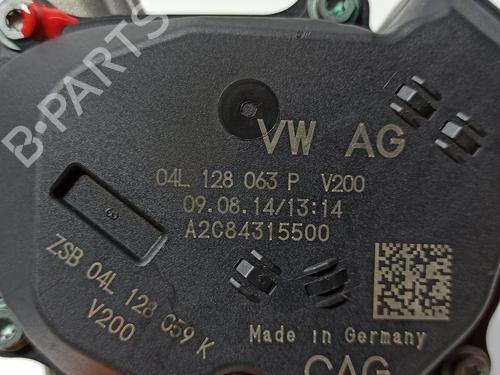 B-PARTS
VW AG
04L 128 063 P V200
09.08.14/13:14
A2C84315500
ZSB 04L 128 059 K
V200
Made in Germany
CAG
3